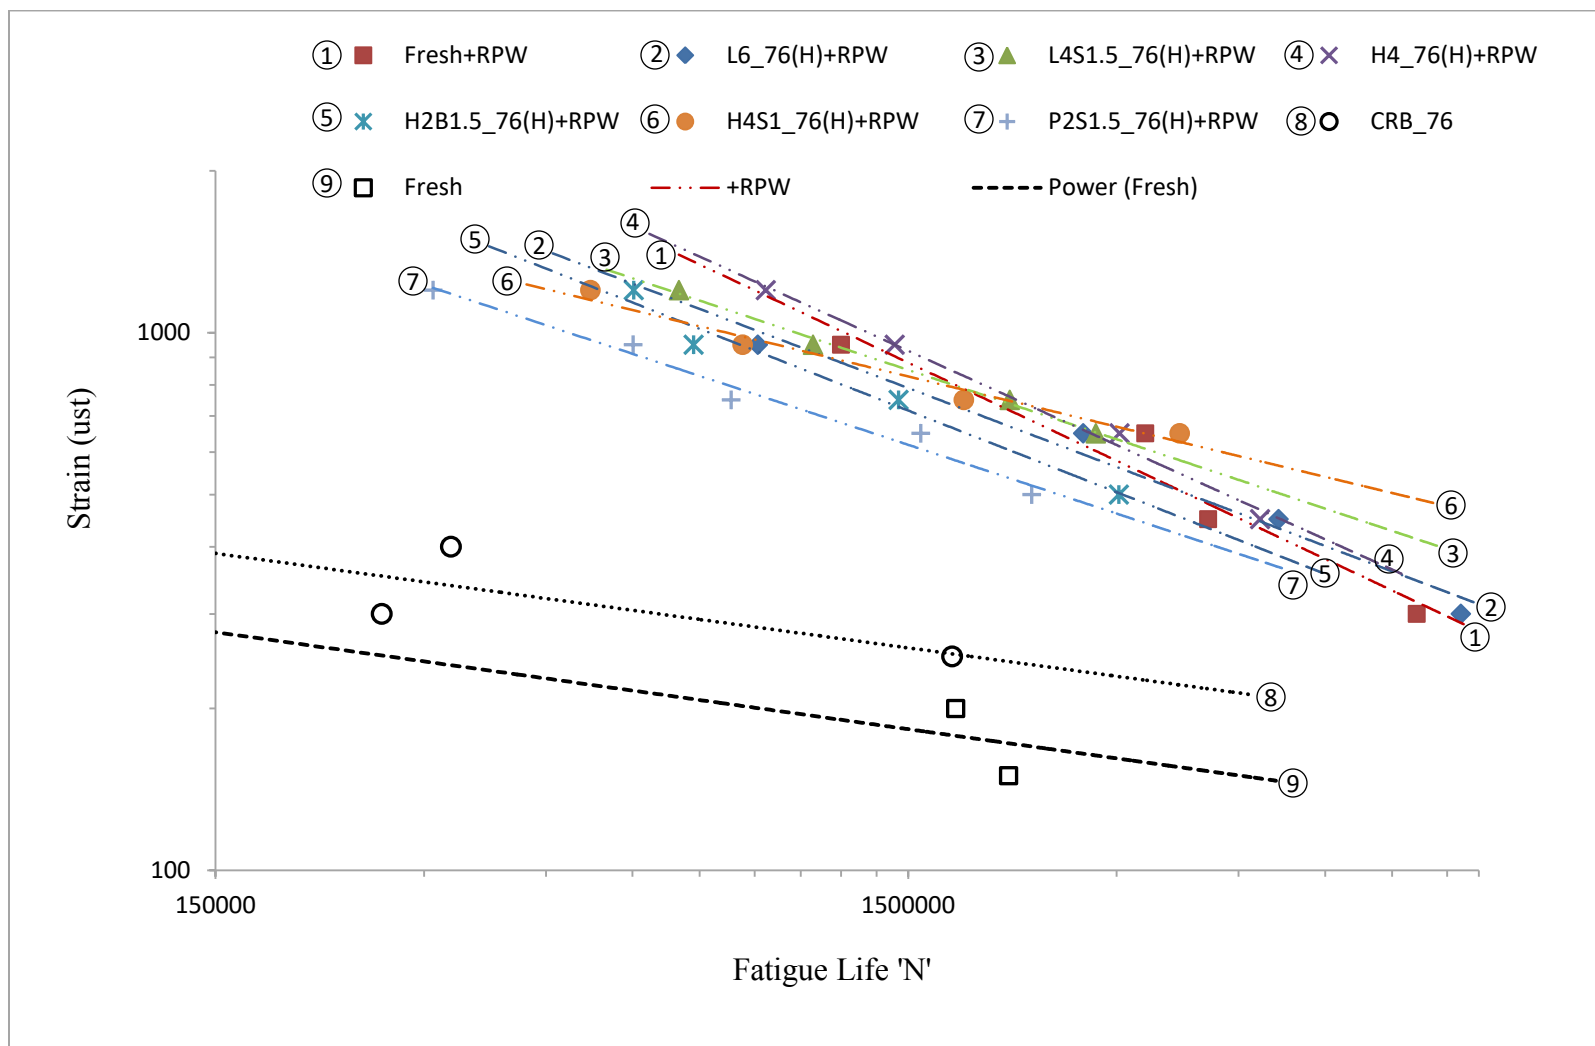 ① Fresh+RPW ② L6_76(H)+RPW ③ L4S1.5_76(H)+RPW ④ H4_76(H)+RPW
⑤ H2B1.5_76(H)+RPW ⑥ H4S1_76(H)+RPW ⑦ P2S1.5_76(H)+RPW ⑧ CRB_76
⑨ Fresh +RPW Power (Fresh)
④
⑤ ② ① 
③
⑦ ⑥
1000
Strain (ust)
⑥
③
④
⑤
⑦
②
①
⑧
⑨
100
150000 1500000
Fatigue Life 'N'